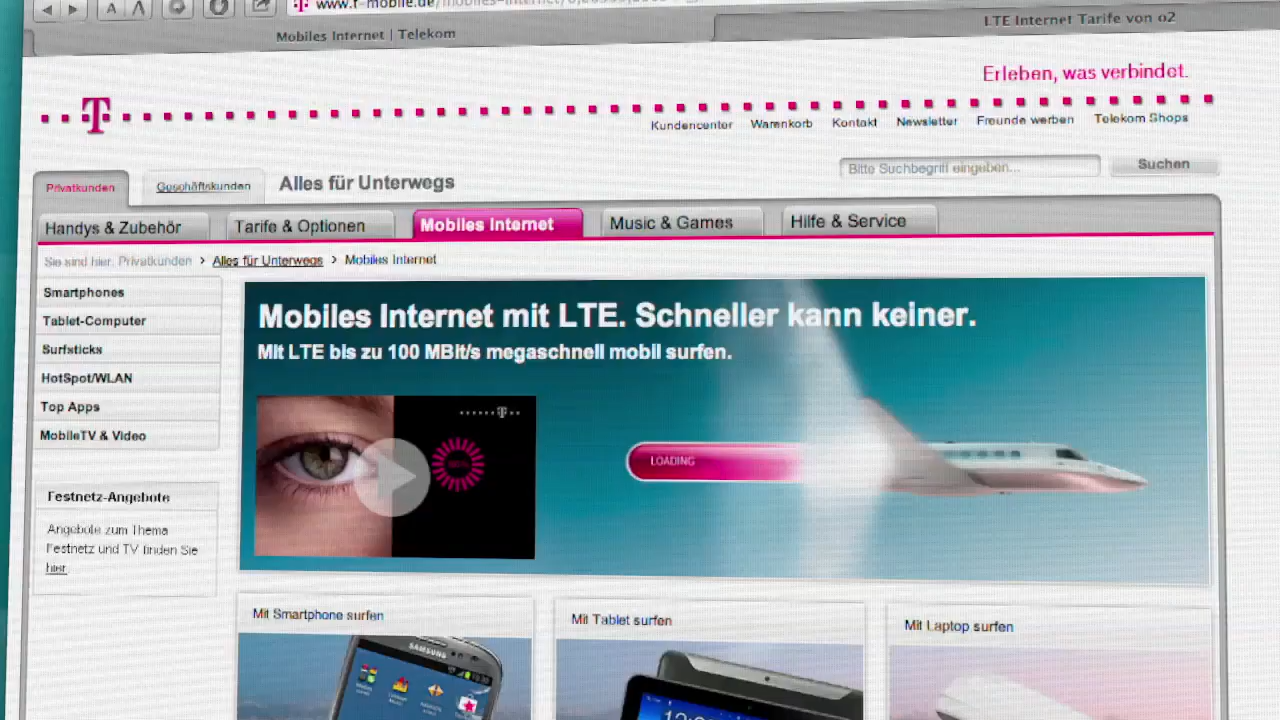 Mobiles Internet | Telekom
LTE Internet Tarife von o2
Erleben, was verbindet.
T
Kundencenter Warenkorb Kontakt Newsletter Freunde werben Telekom Shops
Bitte Suchbegriff eingeben... Suchen
Privatkunden Geschäftskunden Alles für Unterwegs
Handys & Zubehör Tarife & Optionen Mobiles Internet Music & Games Hilfe & Service
Sie sind hier: Privatkunden > Alles für Unterwegs > Mobiles Internet
Smartphones
Tablet-Computer
Surfsticks
HotSpot/WLAN
Top Apps
MobileTV & Video
Mobiles Internet mit LTE. Schneller kann keiner.
Mit LTE bis zu 100 MBit/s megaschnell mobil surfen.
LOADING
Festnetz-Angebote
Angebote zum Thema
Festnetz und TV finden Sie
hier.
Mit Smartphone surfen
Mit Tablet surfen
Mit Laptop surfen
SAMSUNG